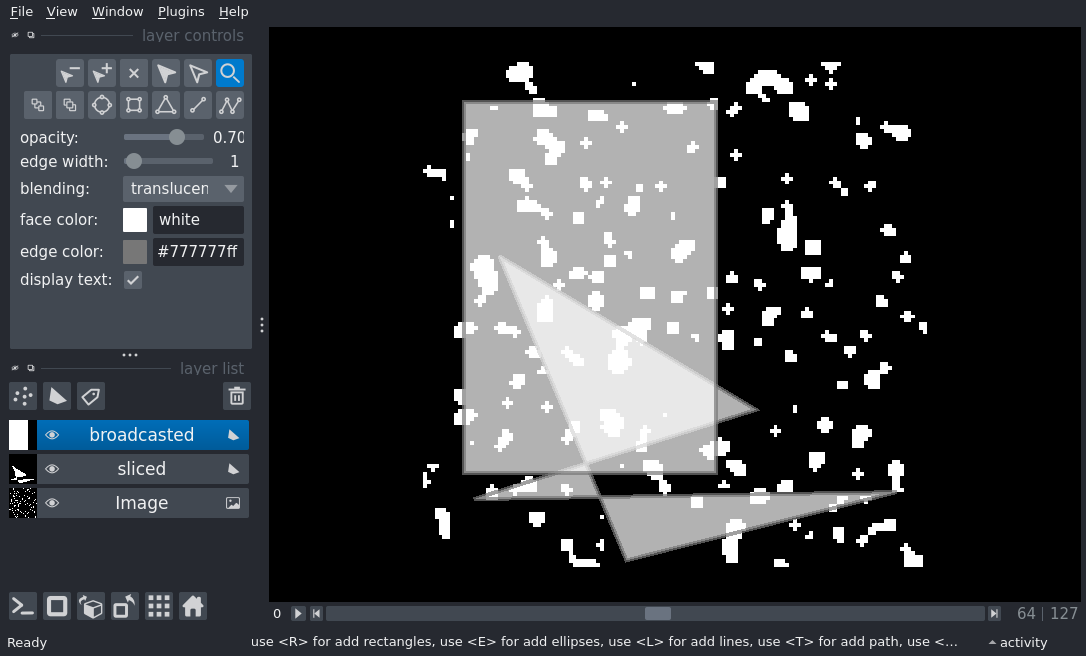 File View Window Plugins Help
layer controls
opacity: 0.70
edge width: 1
blending: translucen
face color: white
edge color: #777777ff
display text:
layer list
broadcasted
sliced
Image
0 64 127
Ready use <R> for add rectangles, use <E> for add ellipses, use <L> for add lines, use <T> for add path, use <... activity